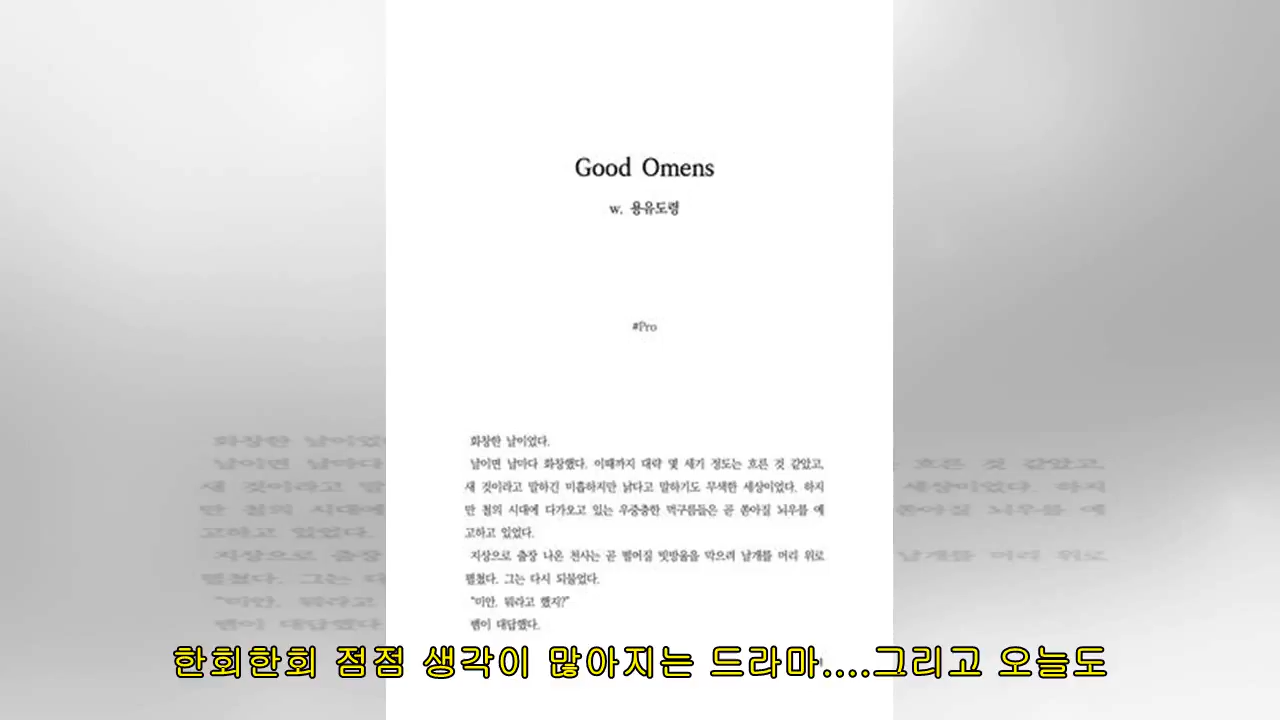 Good Omens
w. 용유도령
#Pro
화창한 날이었다.
날이면 날마다 화창했다. 이때까지 대략 몇 세기 정도는 흐른 것 같았고,
새 것이라고 말하긴 미흡하지만 낡다고 말하기도 무색한 세상이었다. 하지
만 철의 시대에 다가오고 있는 우중충한 먹구름들은 곧 쏟아질 뇌우를 예
고하고 있었다.
지상으로 출장 나온 천사는 곧 떨어질 빗방울을 막으려 날개를 머리 위로
펼쳤다. 그는 다시 되물었다.
"미안. 뭐라고 했지?"
뱀이 대답했다.
한회한회 점점 생각이 많아지는 드라마....그리고 오늘도